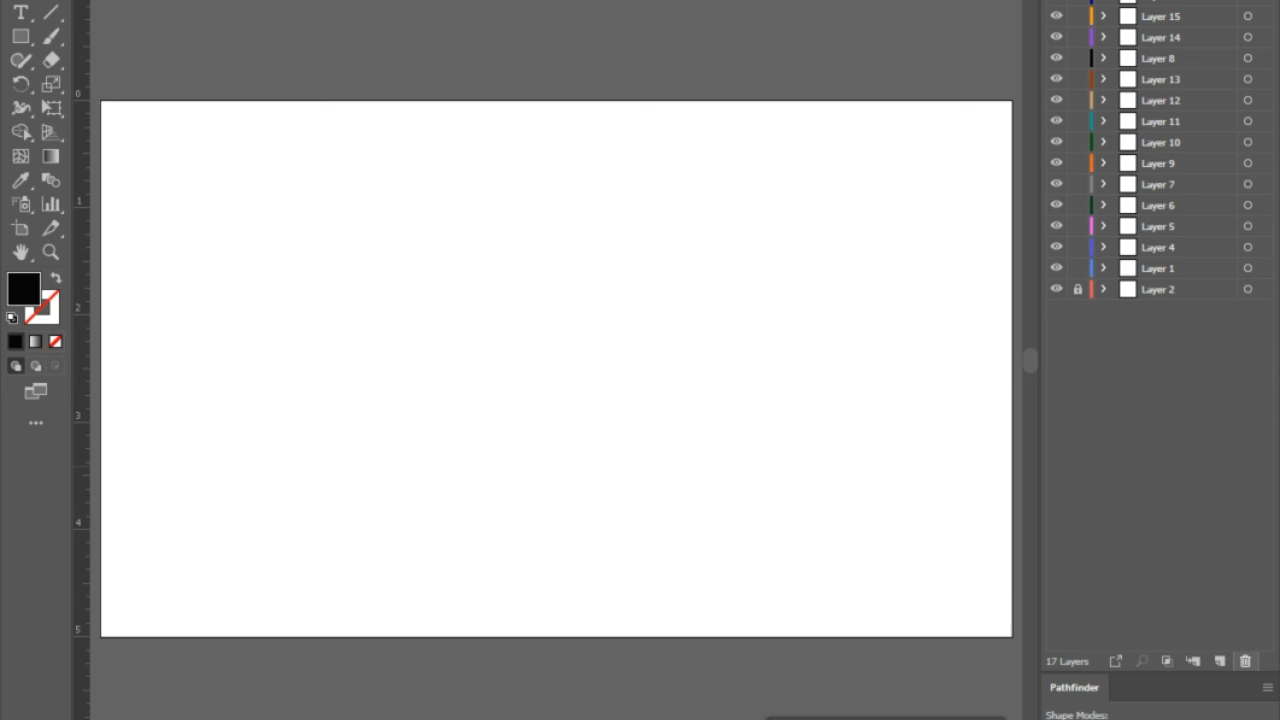 Layer 15
Layer 14
Layer 8
Layer 13
Layer 12
Layer 11
Layer 10
Layer 9
Layer 7
Layer 6
Layer 5
Layer 4
Layer 1
Layer 2
0
1
2
3
4
5
17 Layers
Pathfinder
Shape Modes: